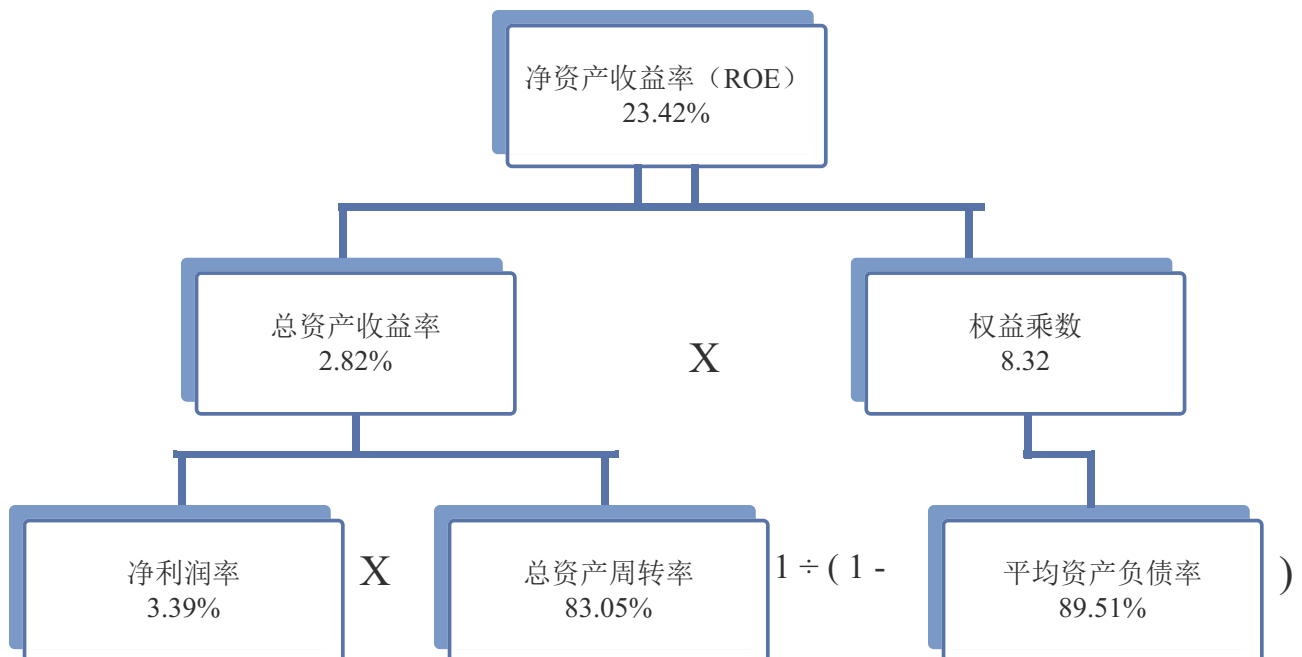 净资产收益率（ROE）
23.42%
总资产收益率
2.82%
X
权益乘数
8.32
净利润率
3.39%
X
总资产周转率
83.05%
1 ÷ ( 1 -
平均资产负债率
89.51%
)